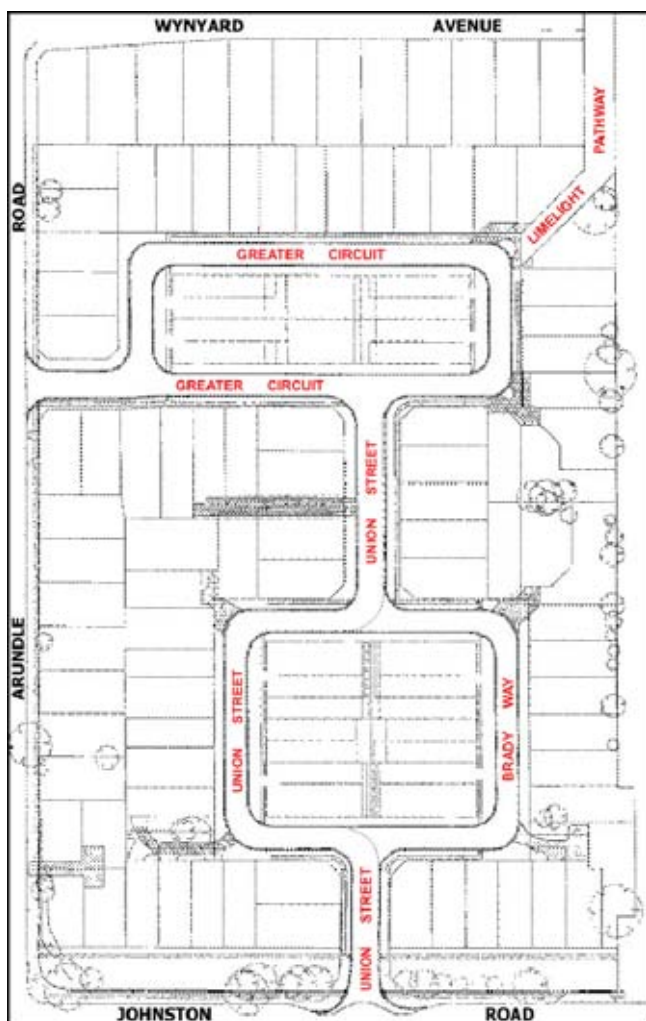 WYNYARD AVENUE
PATHWAY
LIMELIGHT
ROAD
GREATER CIRCUIT
GREATER CIRCUIT
UNION STREET
ARUNDLE
UNION STREET
BRADY WAY
UNION STREET
JOHNSTON ROAD